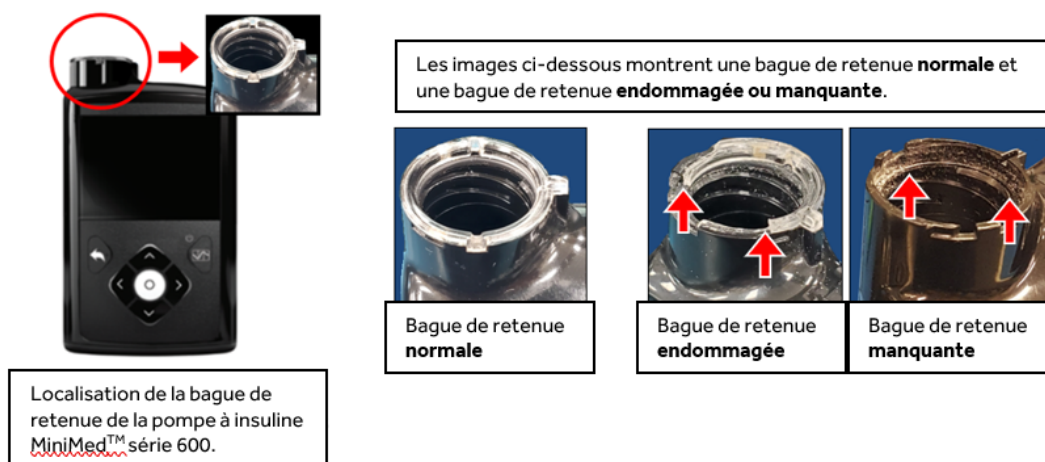 Les images ci-dessous montrent une bague de retenue normale et
une bague de retenue endommagée ou manquante.
Bague de retenue
normale
Bague de retenue
endommagée
Bague de retenue
manquante
Localisation de la bague de
retenue de la pompe à insuline
MiniMed™ série 600.